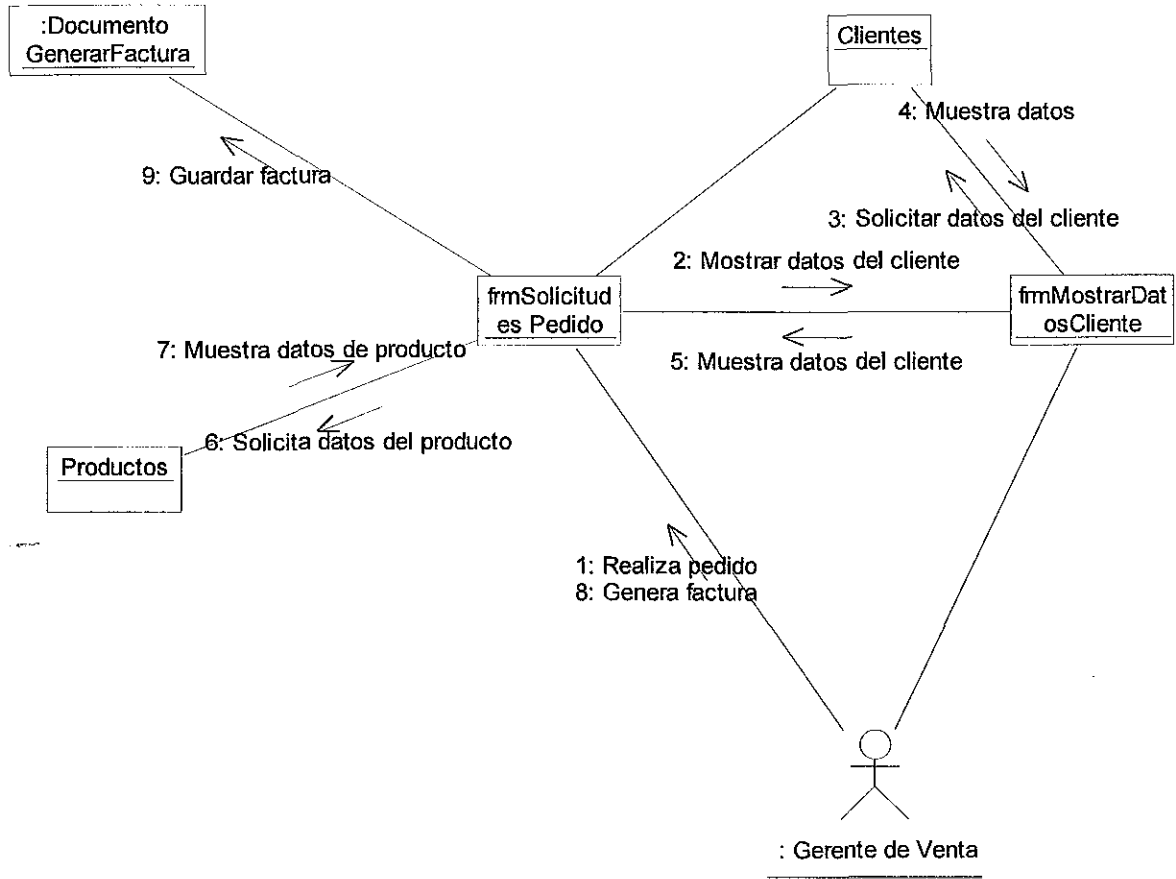 :Documento
GenerarFactura
Clientes
4: Muestra datos
9: Guardar factura
3: Solicitar datos del cliente
2: Mostrar datos del cliente
frmSolicitud
es Pedido
frmMostrarDat
osCliente
7: Muestra datos de producto
5: Muestra datos del cliente
6: Solicita datos del producto
Productos
1: Realiza pedido
8: Genera factura
: Gerente de Venta